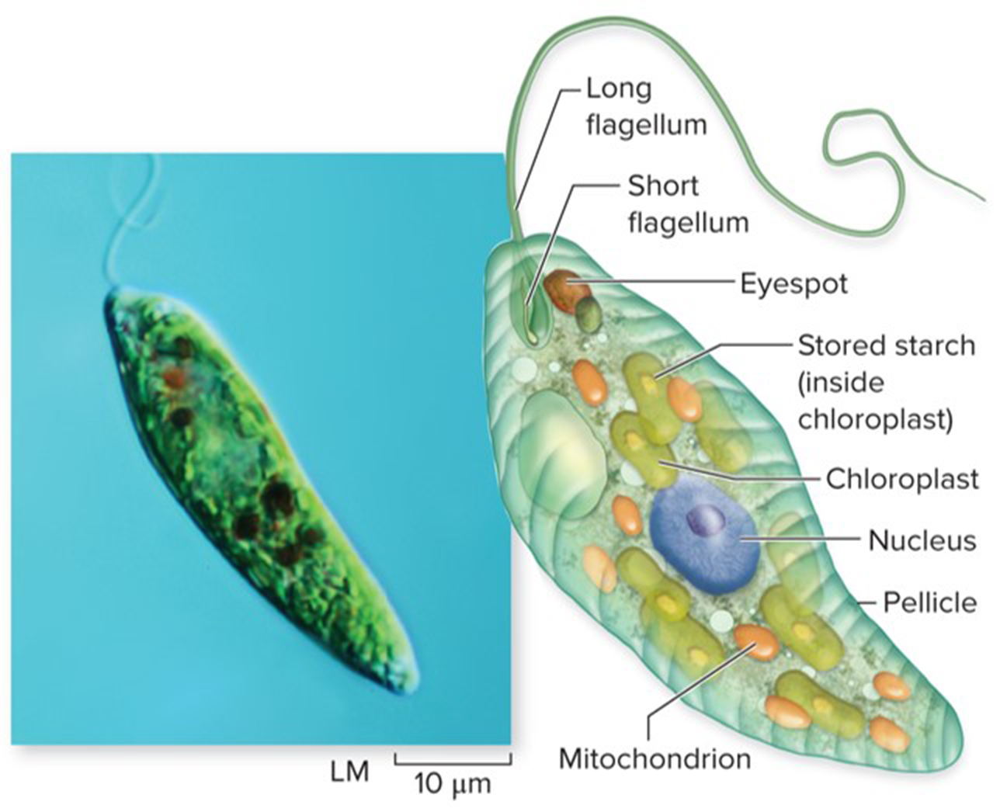 Long
flagellum
Short
flagellum
Eyespot
Stored starch
(inside
chloroplast)
Chloroplast
Nucleus
Pellicle
Mitochondrion
LM
10 μm